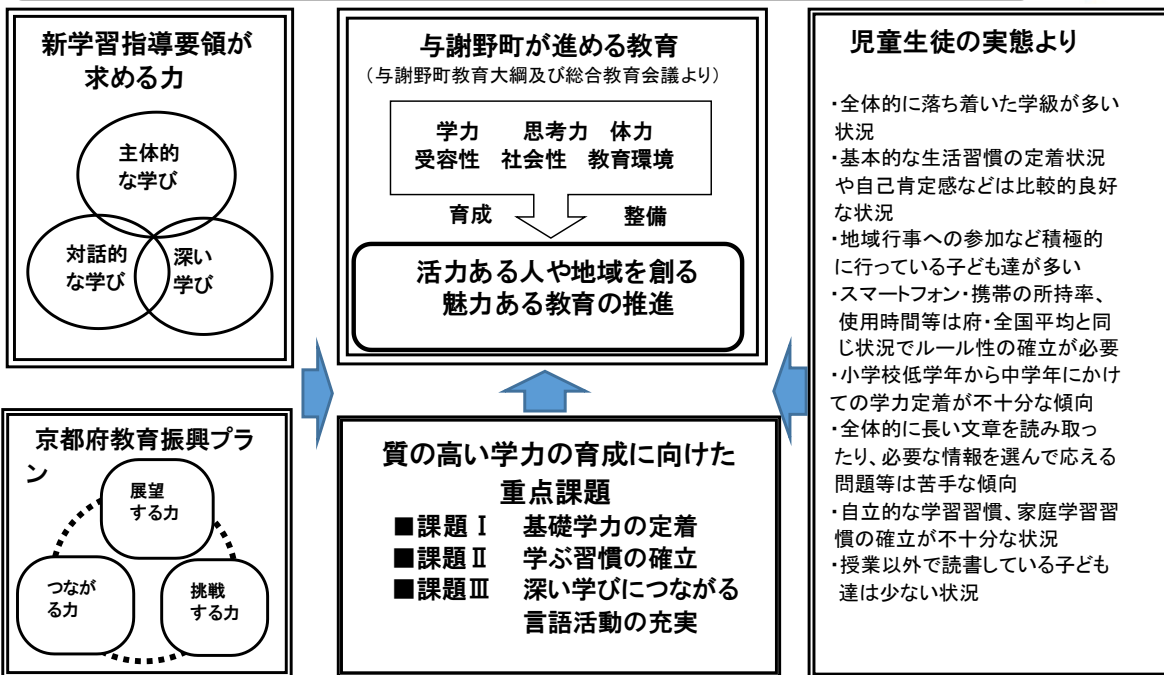 新学習指導要領が
求める力
主体的
な学び
対話的
な学び
深い
学び
京都府教育振興プラ
ン
展望
する力
つなが
る力
挑戦
する力
与謝野町が進める教育
(与謝野町教育大綱及び総合教育会議より)
学力 思考力 体力
受容性 社会性 教育環境
育成 整備
活力ある人や地域を創る
魅力ある教育の推進
質の高い学力の育成に向けた
重点課題
■課題Ⅰ 基礎学力の定着
■課題Ⅱ 学ぶ習慣の確立
■課題Ⅲ 深い学びにつながる
言語活動の充実
児童生徒の実態より
・全体的に落ち着いた学級が多い
状況
・基本的な生活習慣の定着状況
や自己肯定感などは比較的良好
な状況
・地域行事への参加など積極的
に行っている子ども達が多い
・スマートフォン・携帯の所持率、
使用時間等は府・全国平均と同
じ状況でルール性の確立が必要
・小学校低学年から中学年にかけ
ての学力定着が不十分な傾向
・全体的に長い文章を読み取っ
たり、必要な情報を選んで応える
問題等は苦手な傾向
・自立的な学習習慣、家庭学習習
慣の確立が不十分な状況
・授業以外で読書している子ども
達は少ない状況